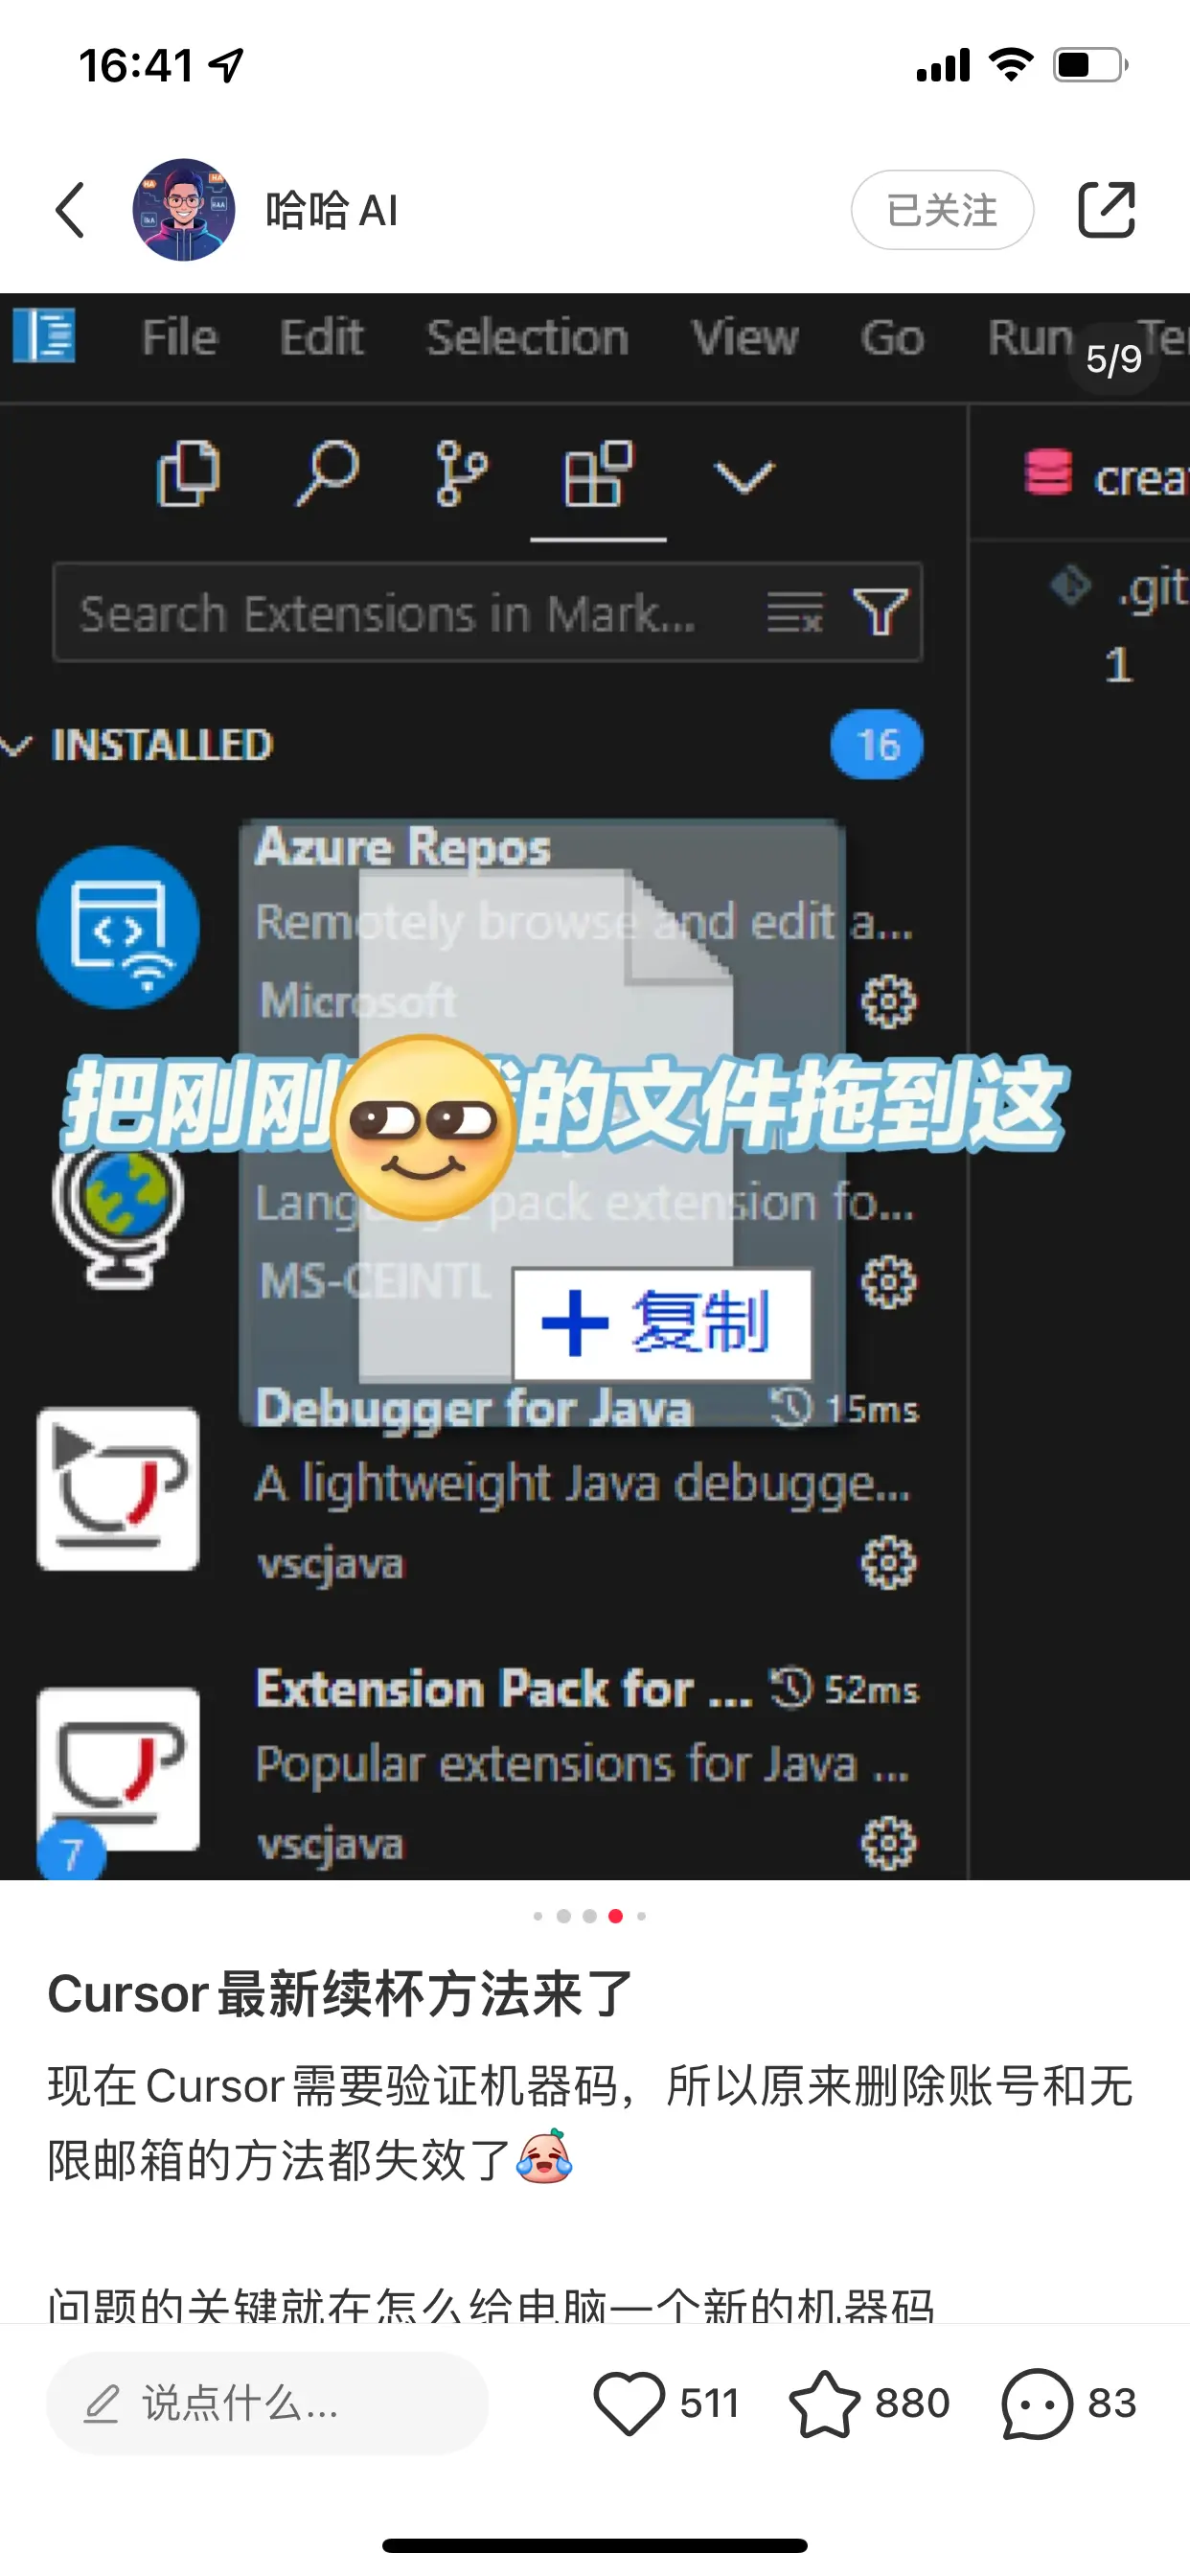 16:41
哈哈 AI
已关注
File Edit Selection View Go Run Te
5/9
crea
Search Extensions in Mark...
.git
1
INSTALLED
16
Azure Repos
Remotely browse and edit a...
Microsoft
把刚刚 的文件拖到这
pack extension fo...
MS-CEINTL
+ 复制
Debugger for Java 15ms
A lightweight Java debugge...
vscjava
Extension Pack for ... 52ms
Popular extensions for Java ...
vscjava
7
Cursor最新续杯方法来了
现在Cursor需要验证机器码，所以原来删除账号和无
限邮箱的方法都失效了
问题的关键就在怎么给电脑一个新的机器码
说点什么...
511
880
83